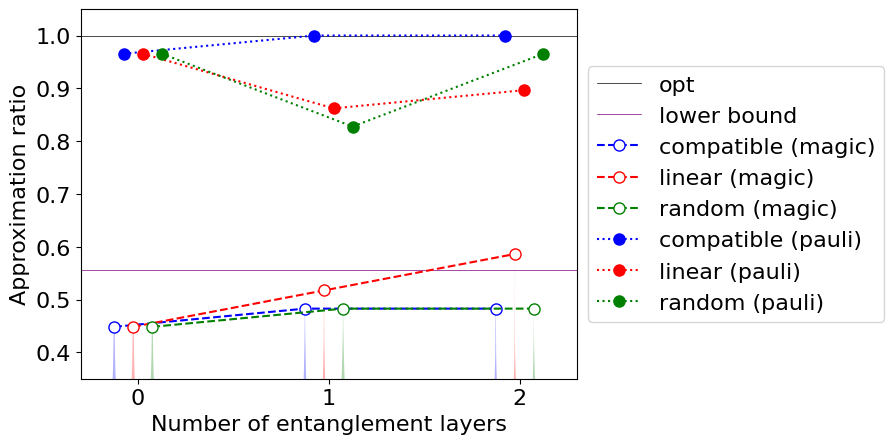 1.0
0.9
0.8
0.7
0.6
0.5
0.4
Approximation ratio
0 1 2
Number of entanglement layers
opt
lower bound
compatible (magic)
linear (magic)
random (magic)
compatible (pauli)
linear (pauli)
random (pauli)